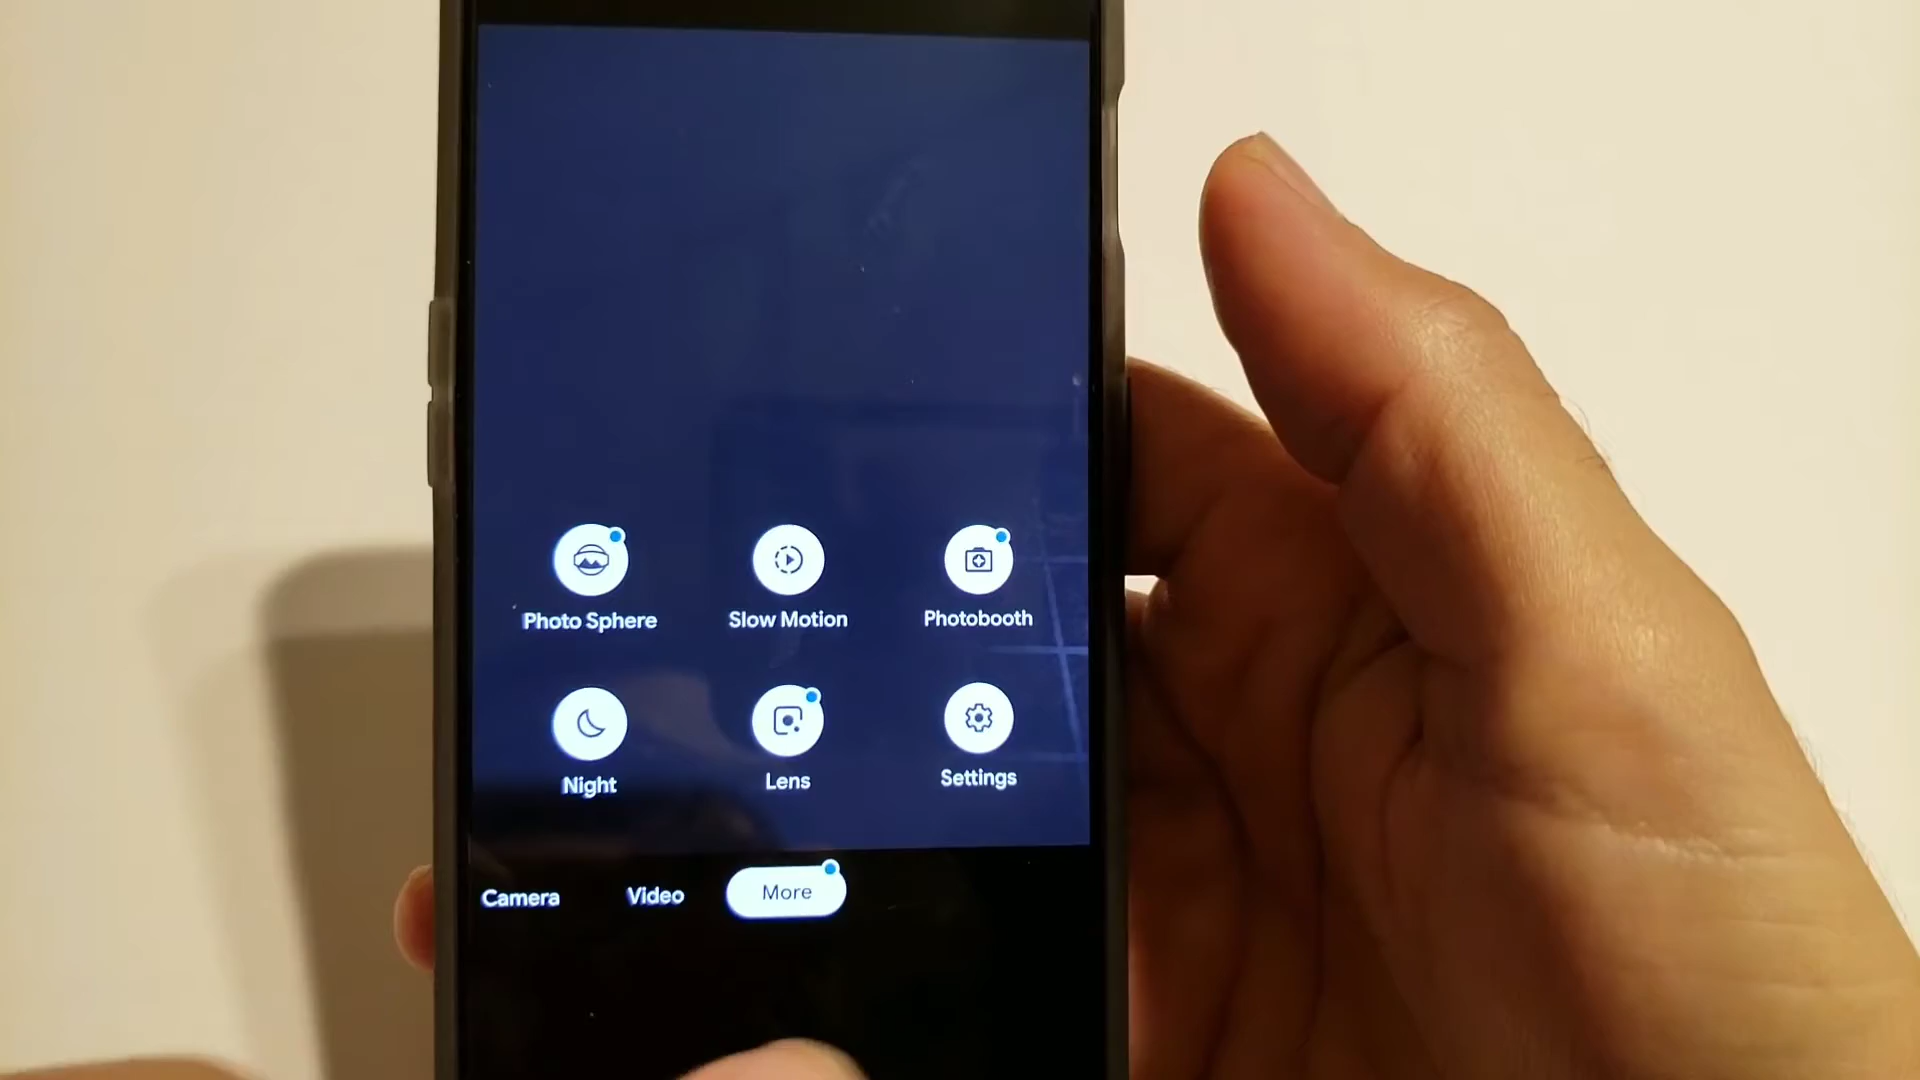 Photo Sphere
Slow Motion
Photobooth
Night
Lens
Settings
Camera
Video
More